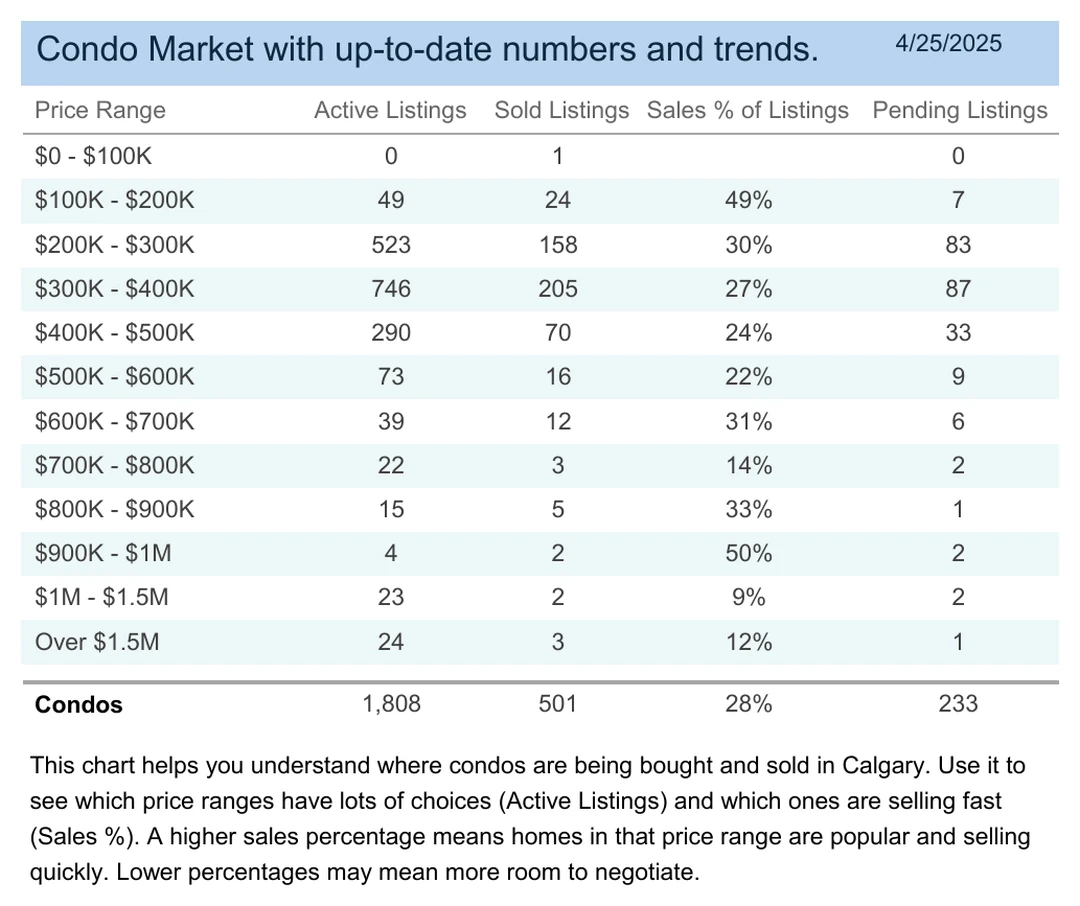 Condo Market with up-to-date numbers and trends. 4/25/2025
Price Range Active Listings Sold Listings Sales % of Listings Pending Listings
$0 - $100K 0 1 0
$100K - $200K 49 24 49% 7
$200K - $300K 523 158 30% 83
$300K - $400K 746 205 27% 87
$400K - $500K 290 70 24% 33
$500K - $600K 73 16 22% 9
$600K - $700K 39 12 31% 6
$700K - $800K 22 3 14% 2
$800K - $900K 15 5 33% 1
$900K - $1M 4 2 50% 2
$1M - $1.5M 23 2 9% 2
Over $1.5M 24 3 12% 1
Condos 1,808 501 28% 233
This chart helps you understand where condos are being bought and sold in Calgary. Use it to
see which price ranges have lots of choices (Active Listings) and which ones are selling fast
(Sales %). A higher sales percentage means homes in that price range are popular and selling
quickly. Lower percentages may mean more room to negotiate.